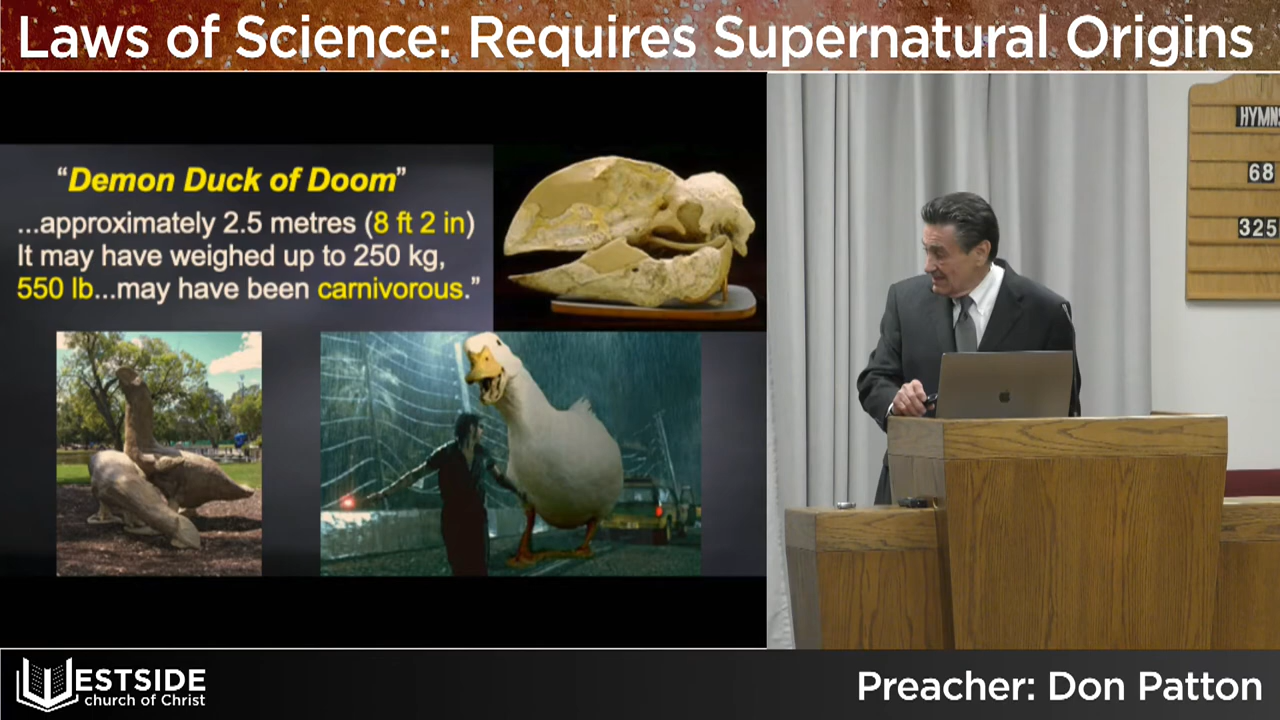 Laws of Science: Requires Supernatural Origins
“Demon Duck of Doom”
...approximately 2.5 metres (8 ft 2 in)
It may have weighed up to 250 kg,
550 lb...may have been carnivorous.”
HYMNS
68
325
WESTSIDE
church of Christ
Preacher: Don Patton